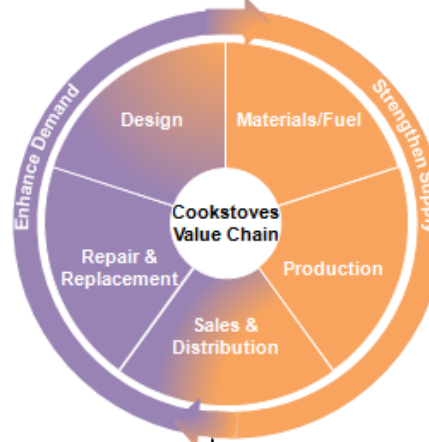 Enhance Demand
Strengthen Supply
Design
Materials/Fuel
Cookstoves
Value Chain
Repair &
Replacement
Production
Sales &
Distribution